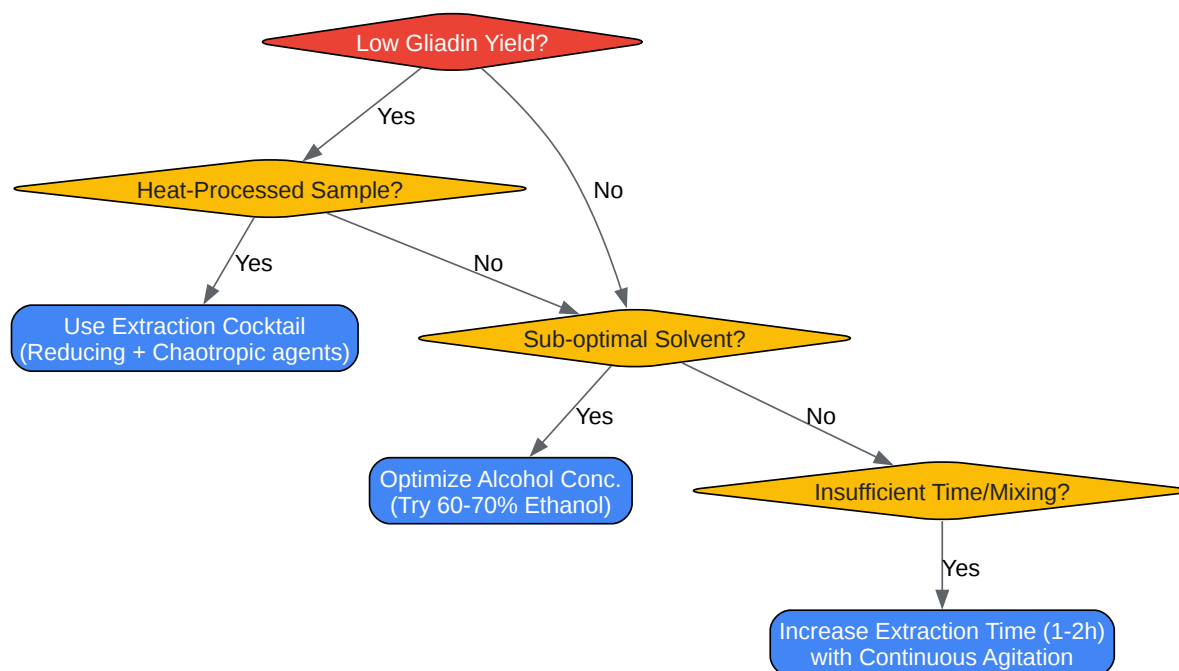 Low Gliadin Yield?
Yes
Heat-Processed Sample?
No
Yes
No
Use Extraction Cocktail
(Reducing + Chaotropic agents)
Sub-optimal Solvent?
Yes
No
Optimize Alcohol Conc.
(Try 60-70% Ethanol)
Insufficient Time/Mixing?
Yes
Increase Extraction Time (1-2h)
with Continuous Agitation